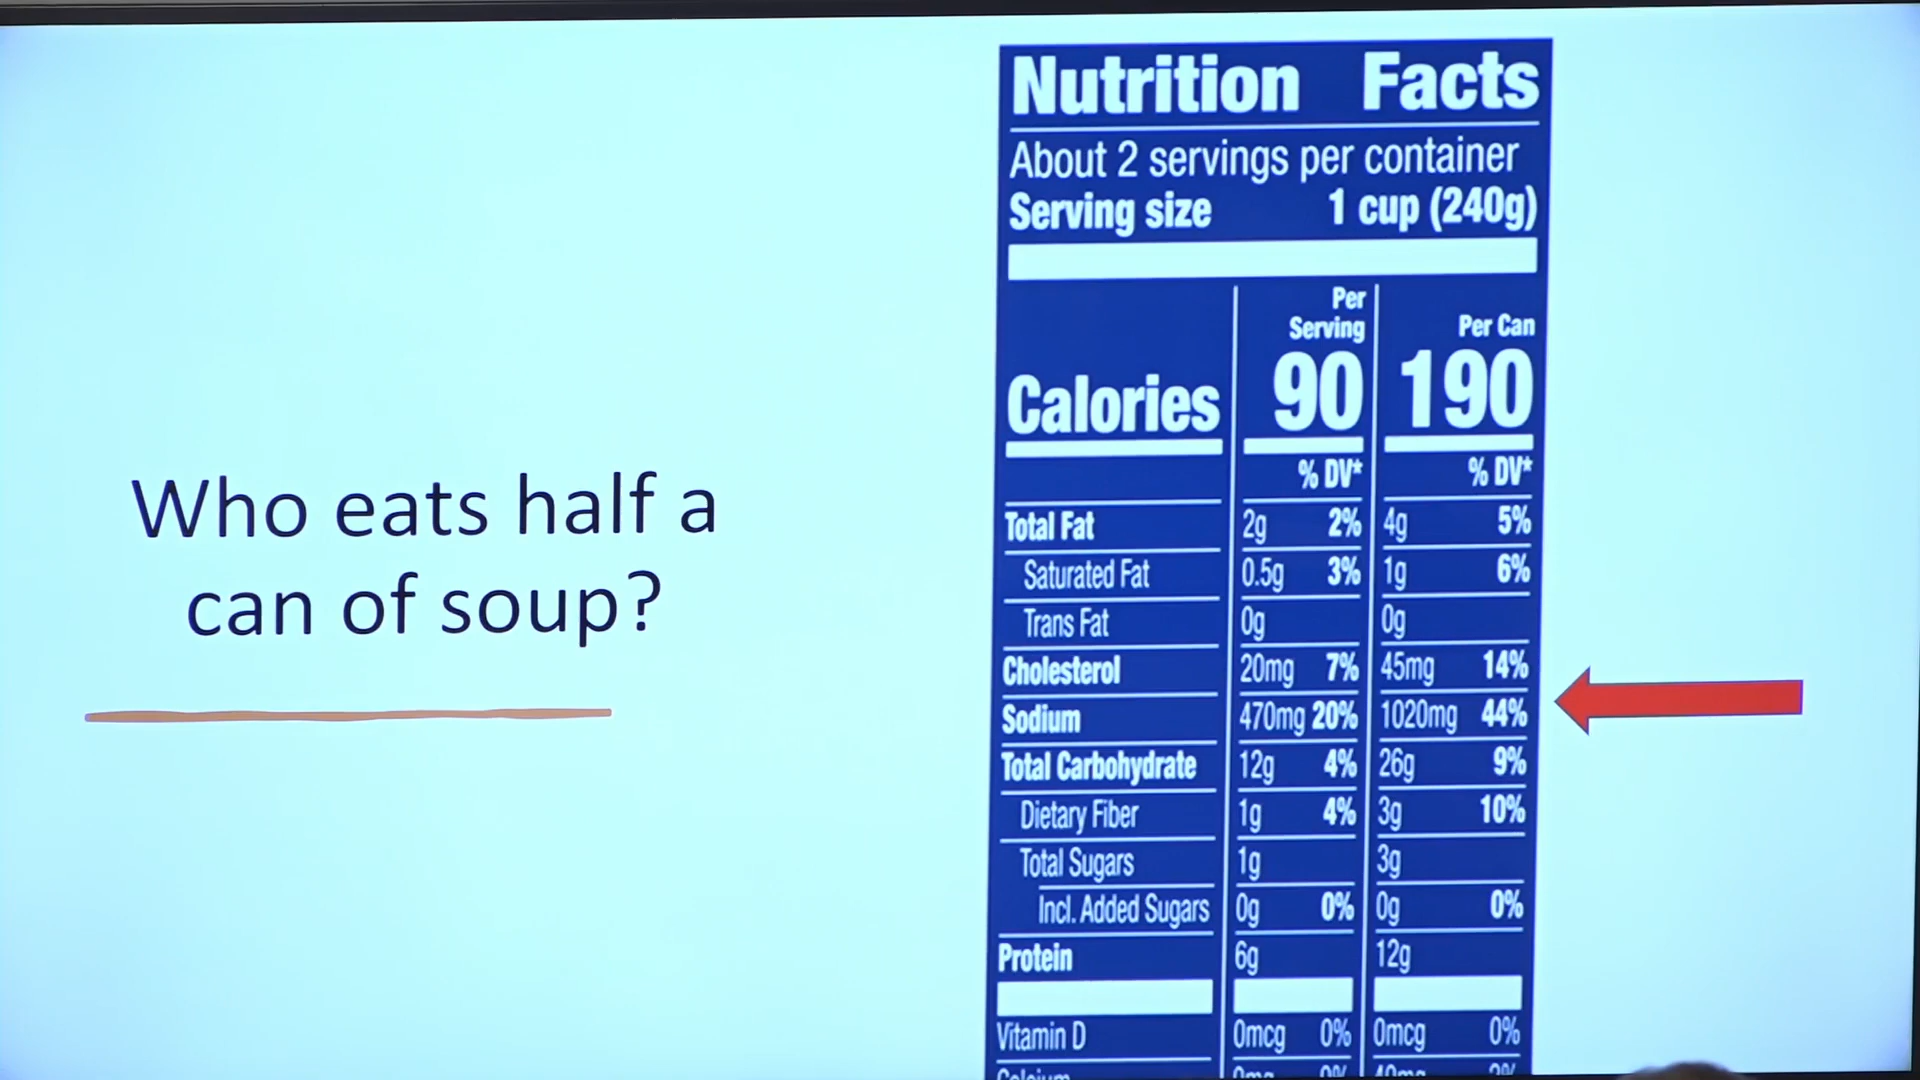 Who eats half a
can of soup?
Nutrition Facts
About 2 servings per container
Serving size 1 cup (240g)
Per
Serving
Per Can
Calories 90 190
% DV* % DV*
Total Fat 2g 2% 4g 5%
Saturated Fat 0.5g 3% 1g 6%
Trans Fat 0g 0g
Cholesterol 20mg 7% 45mg 14%
Sodium 470mg 20% 1020mg 44%
Total Carbohydrate 12g 4% 26g 9%
Dietary Fiber 1g 4% 3g 10%
Total Sugars 1g 3g
Incl. Added Sugars 0g 0% 0g 0%
Protein 6g 12g
Vitamin D 0mcg 0% 0mcg 0%